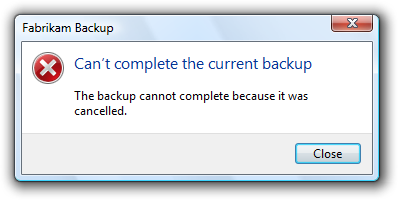 Fabrikam Backup
Can't complete the current backup
The backup cannot complete because it was
cancelled.
Close